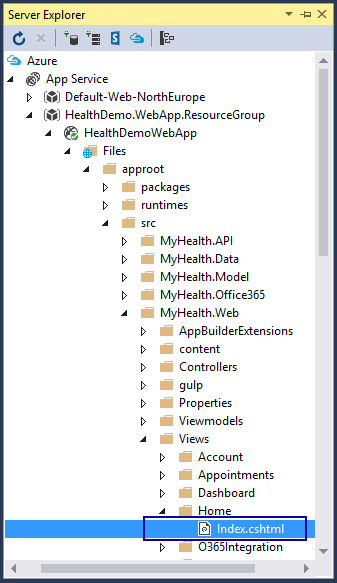 Server Explorer
Azure
App Service
Default-Web-NorthEurope
HealthDemo.WebApp.ResourceGroup
HealthDemoWebApp
Files
approot
packages
runtimes
src
MyHealth.API
MyHealth.Data
MyHealth.Model
MyHealth.Office365
MyHealth.Web
AppBuilderExtensions
content
Controllers
gulp
Properties
Viewmodels
Views
Account
Appointments
Dashboard
Home
Index.cshtml
O365Integration